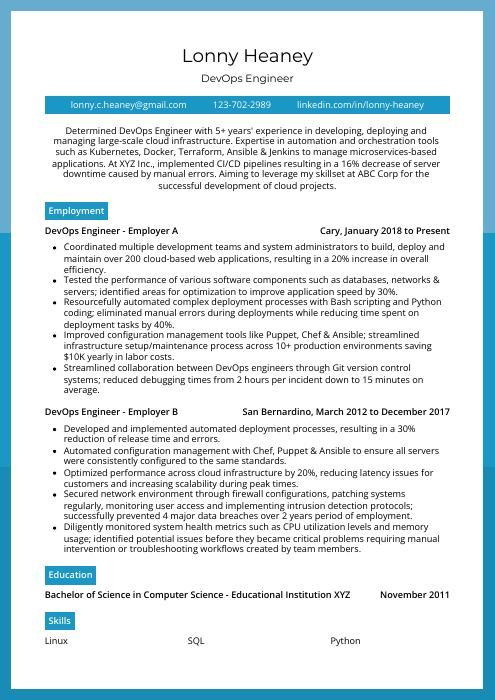 Lonny Heaney
DevOps Engineer
lonny.c.heaney@gmail.com 123-702-2989 linkedin.com/in/lonny-heaney
Determined DevOps Engineer with 5+ years' experience in developing, deploying and
managing large-scale cloud infrastructure. Expertise in automation and orchestration tools
such as Kubernetes, Docker, Terraform, Ansible & Jenkins to manage microservices-based
applications. At XYZ Inc., implemented CI/CD pipelines resulting in a 16% decrease of server
downtime caused by manual errors. Aiming to leverage my skillset at ABC Corp for the
successful development of cloud projects.
Employment
DevOps Engineer - Employer A Cary, January 2018 to Present
• Coordinated multiple development teams and system administrators to build, deploy and
maintain over 200 cloud-based web applications, resulting in a 20% increase in overall
efficiency.
• Tested the performance of various software components such as databases, networks &
servers; identified areas for optimization to improve application speed by 30%.
• Resourcefully automated complex deployment processes with Bash scripting and Python
coding; eliminated manual errors during deployments while reducing time spent on
deployment tasks by 40%.
• Improved configuration management tools like Puppet, Chef & Ansible; streamlined
infrastructure setup/maintenance process across 10+ production environments saving
$10K yearly in labor costs.
• Streamlined collaboration between DevOps engineers through Git version control
systems; reduced debugging times from 2 hours per incident down to 15 minutes on
average.
DevOps Engineer - Employer B San Bernardino, March 2012 to December 2017
• Developed and implemented automated deployment processes, resulting in a 30%
reduction of release time and errors.
• Automated configuration management with Chef, Puppet & Ansible to ensure all servers
were consistently configured to the same standards.
• Optimized performance across cloud infrastructure by 20%, reducing latency issues for
customers and increasing scalability during peak times.
• Secured network environment through firewall configurations, patching systems
regularly, monitoring user access and implementing intrusion detection protocols;
successfully prevented 4 major data breaches over 2 years period of employment.
• Diligently monitored system health metrics such as CPU utilization levels and memory
usage; identified potential issues before they became critical problems requiring manual
intervention or troubleshooting workflows created by team members.
Education
Bachelor of Science in Computer Science - Educational Institution XYZ November 2011
Skills
Linux SQL Python